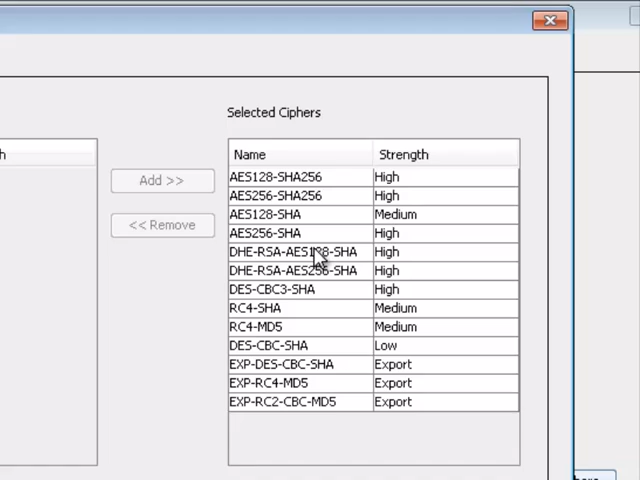 Selected Ciphers
h
Name Strength
AES128-SHA256 High
Add >>
AES256-SHA256 High
AES128-SHA Medium
<< Remove
AES256-SHA High
DHE-RSA-AES128-SHA High
DHE-RSA-AES256-SHA High
DES-CBC3-SHA High
RC4-SHA Medium
RC4-MD5 Medium
DES-CBC-SHA Low
EXP-DES-CBC-SHA Export
EXP-RC4-MD5 Export
EXP-RC2-CBC-MD5 Export